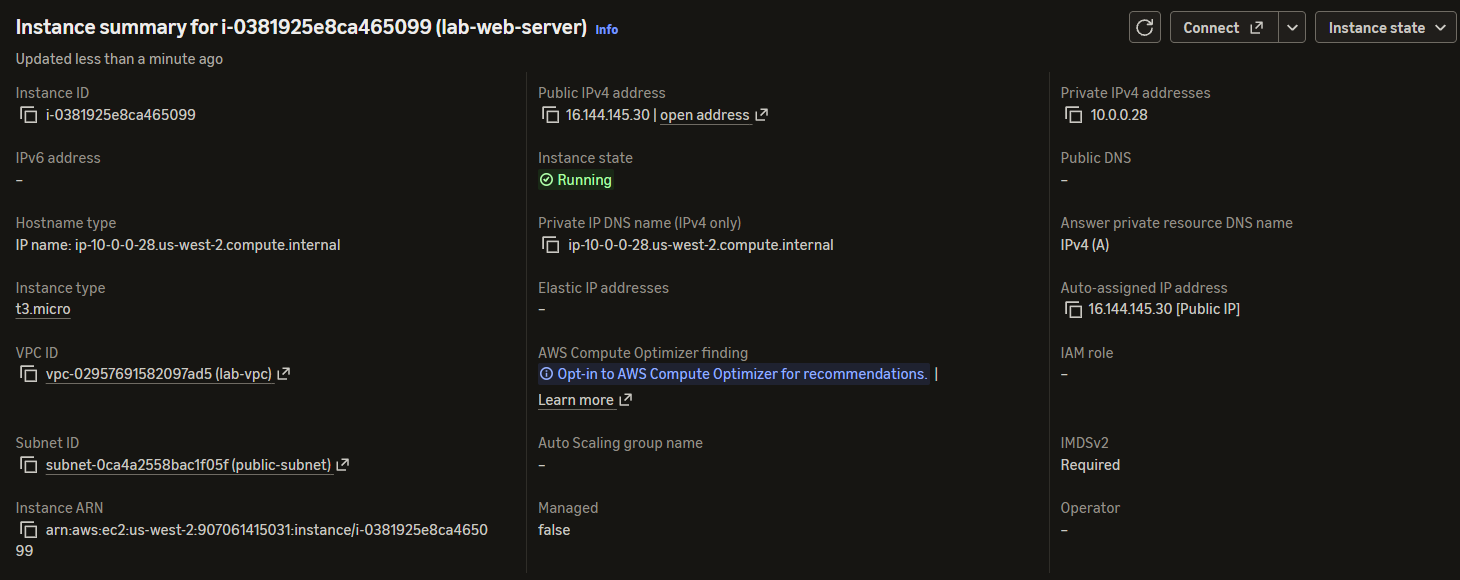 Instance summary for i-0381925e8ca465099 (lab-web-server) Info
Connect
Instance state
Updated less than a minute ago
Instance ID
i-0381925e8ca465099
Public IPv4 address
16.144.145.30 | open address
Private IPv4 addresses
10.0.0.28
IPv6 address
–
Instance state
Running
Public DNS
–
Hostname type
IP name: ip-10-0-0-28.us-west-2.compute.internal
Private IP DNS name (IPv4 only)
ip-10-0-0-28.us-west-2.compute.internal
Answer private resource DNS name
IPv4 (A)
Instance type
t3.micro
Elastic IP addresses
–
Auto-assigned IP address
16.144.145.30 [Public IP]
VPC ID
vpc-02957691582097ad5 (lab-vpc)
AWS Compute Optimizer finding
Opt-in to AWS Compute Optimizer for recommendations. |
Learn more
IAM role
–
Subnet ID
subnet-0ca4a2558bac1f05f (public-subnet)
Auto Scaling group name
–
IMDSv2
Required
Instance ARN
arn:aws:ec2:us-west-2:907061415031:instance/i-0381925e8ca4650
99
Managed
false
Operator
–